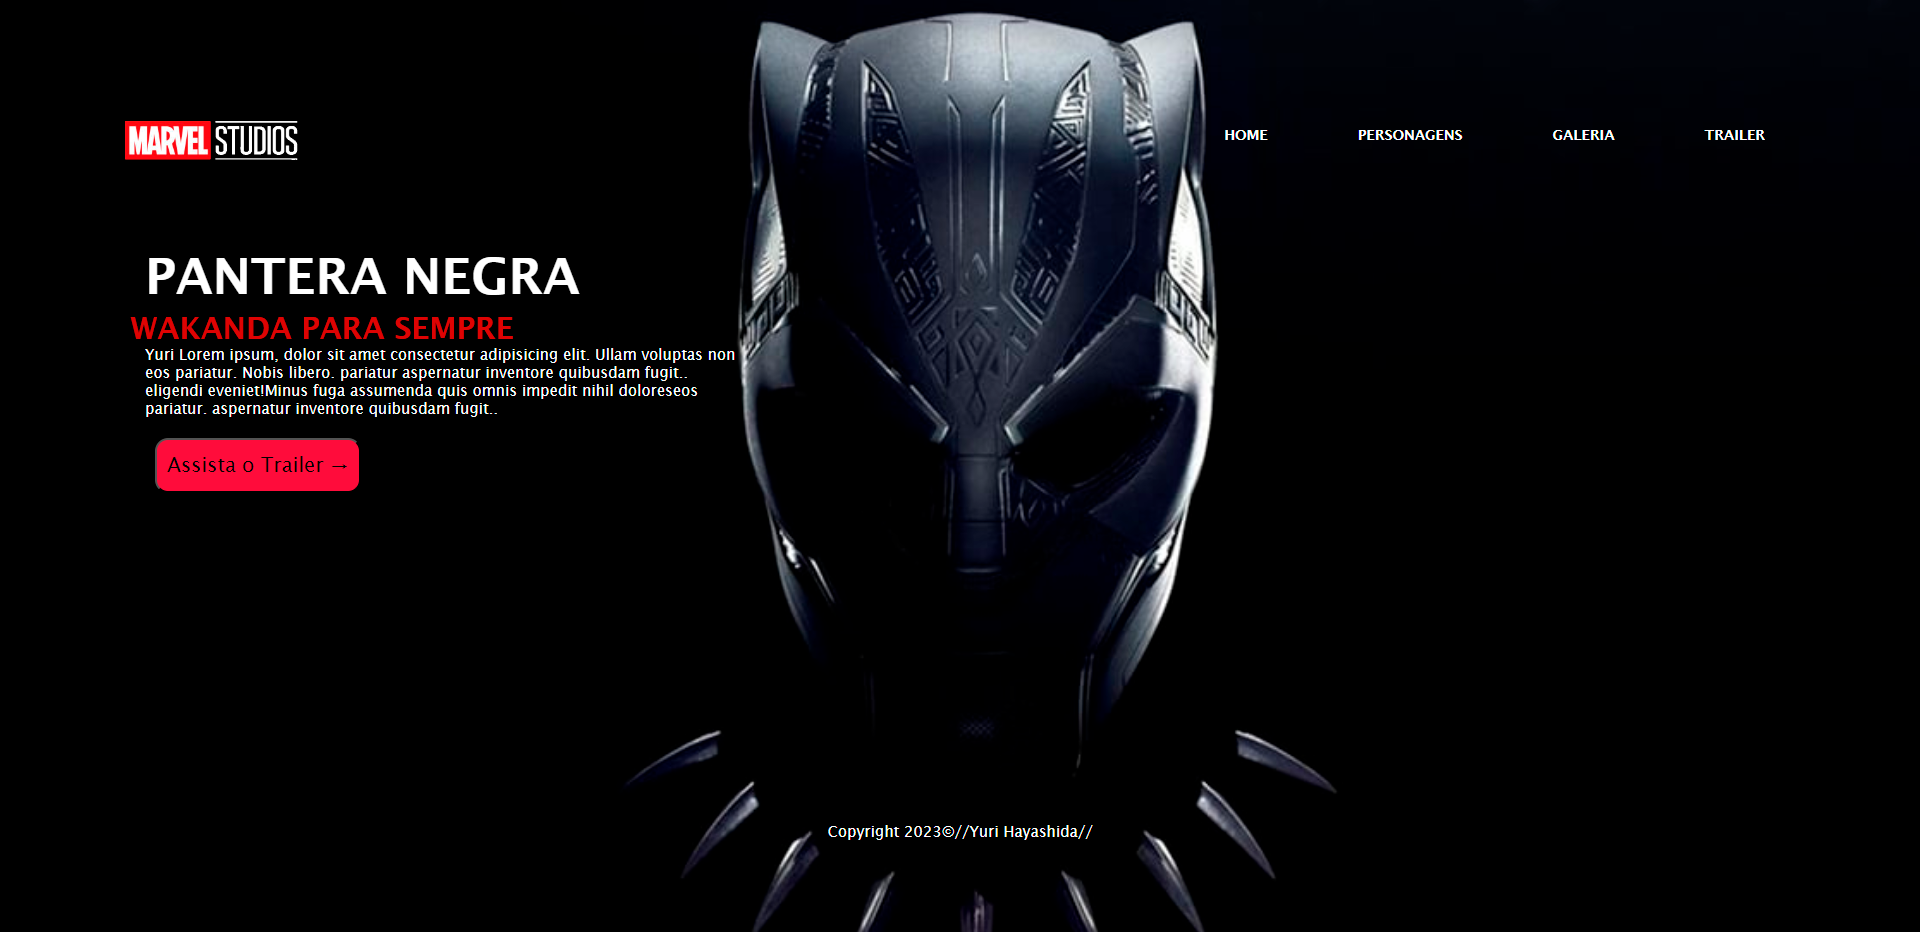 MARVEL STUDIOS
HOME
PERSONAGENS
GALERIA
TRAILER
PANTERA NEGRA
WAKANDA PARA SEMPRE
Yuri Lorem ipsum, dolor sit amet consectetur adipisicing elit. Ullam voluptas non
eos pariatur. Nobis libero. pariatur aspernatur inventore quibusdam fugit..
eligendi eveniet!Minus fuga assumenda quis omnis impedit nihil doloreseos
pariatur. aspernatur inventore quibusdam fugit..
Assista o Trailer →
Copyright 2023©//Yuri Hayashida//